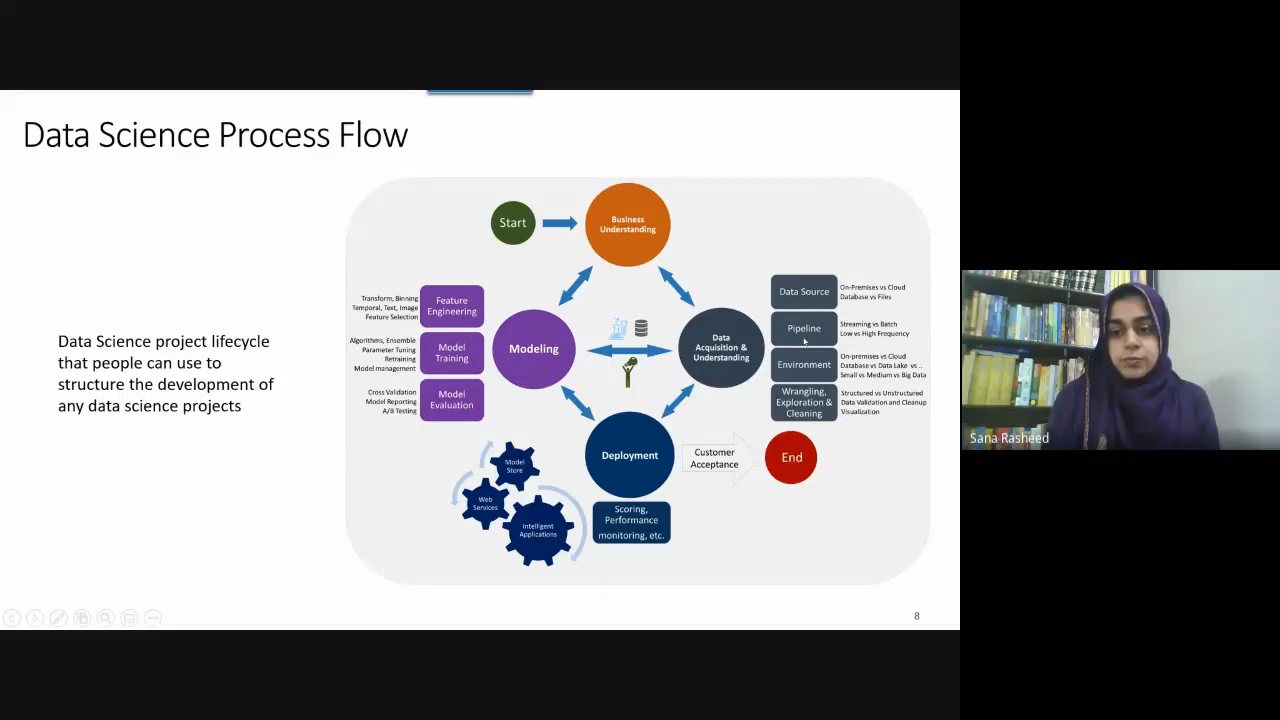 Data Science Process Flow
Start
Business
Understanding
Transform, Binning
Temporal, Text, Image
Feature Selection
Feature
Engineering
Algorithms, Ensemble
Parameter Tuning
Retraining
Model management
Model
Training
Cross Validation
Model Reporting
A/B Testing
Model
Evaluation
Modeling
Data
Acquisition &
Understanding
Data Source
On-Premises vs Cloud
Database vs Files
Pipeline
Streaming vs Batch
Low vs High Frequency
Environment
On-premises vs Cloud
Database vs Data Lake vs ..
Small vs Medium vs Big Data
Wrangling,
Exploration &
Cleaning
Structured vs Unstructured
Data Validation and Cleanup
Visualization
Data Science project lifecycle
that people can use to
structure the development of
any data science projects
Deployment
Customer
Acceptance
End
Scoring,
Performance
monitoring, etc.
Model
Store
Web
Services
Intelligent
Applications
8
Sana Rasheed